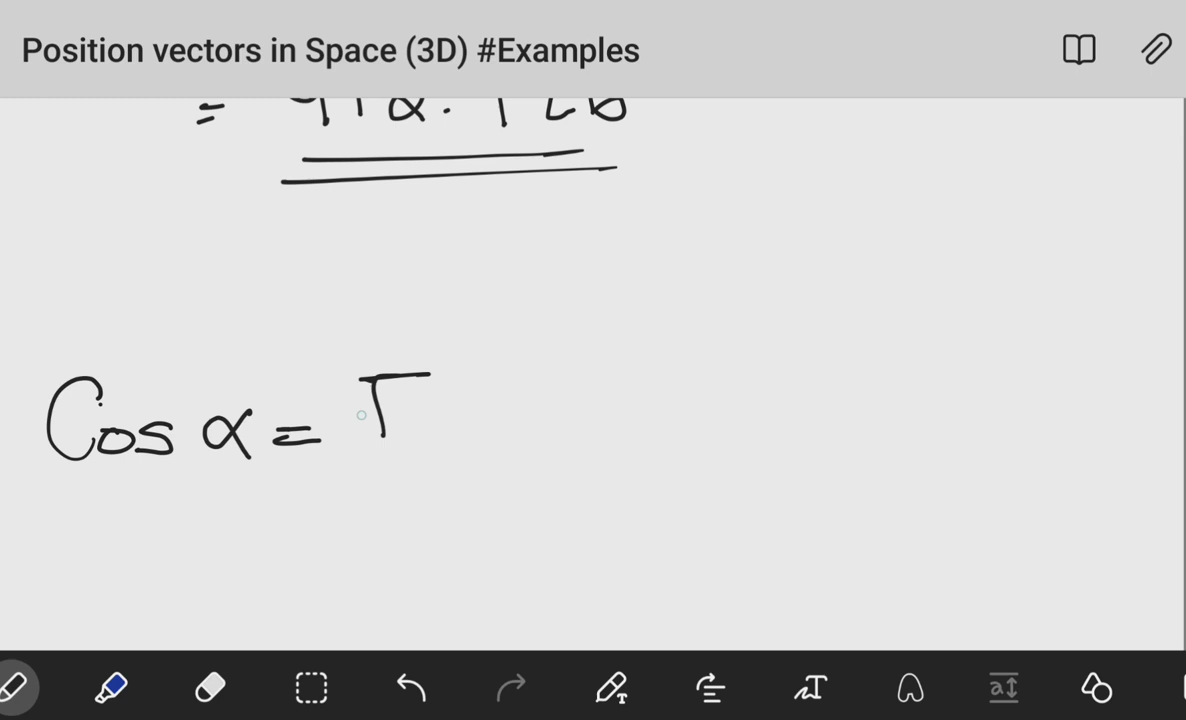 Position vectors in Space (3D) #Examples
=
Cos α = T